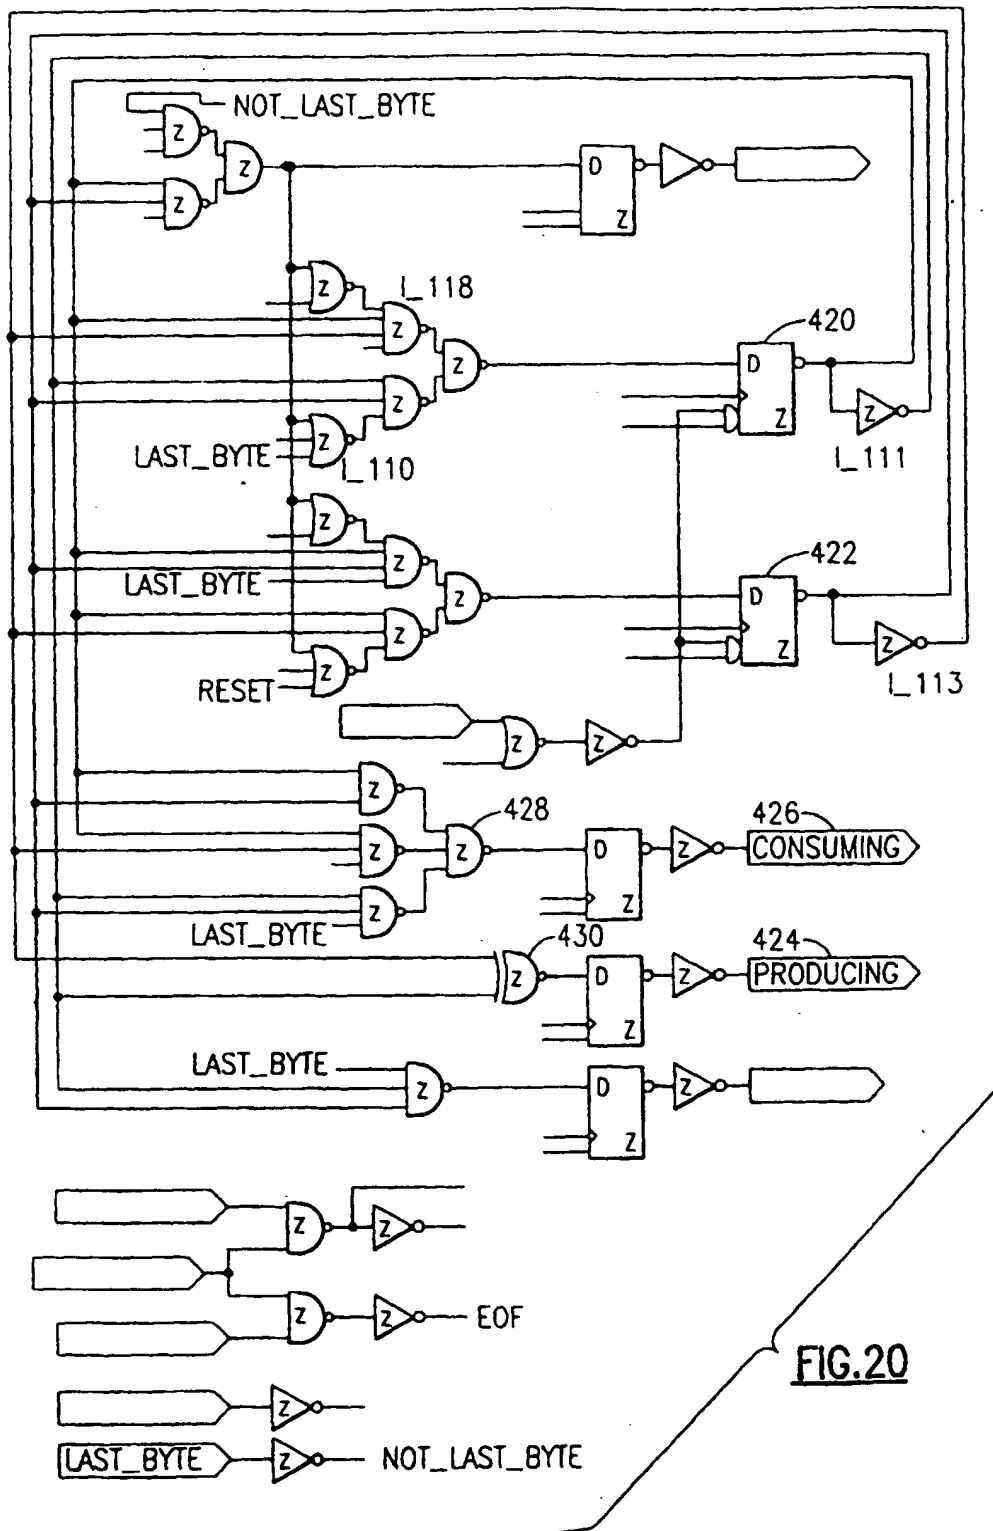 NOT_LAST_BYTE
Z
Z
Z
D
Z
Z
Z
I_118
Z
Z
Z
Z
LAST_BYTE
I_110
420
D
Z
Z
I_111
Z
Z
LAST_BYTE
Z
Z
Z
RESET
422
D
Z
Z
I_113
Z
Z
Z
Z
Z
LAST_BYTE
428
Z
D
Z
Z
426
CONSUMING
430
Z
D
Z
Z
424
PRODUCING
LAST_BYTE
Z
D
Z
Z
Z
Z
Z
Z
EOF
Z
LAST_BYTE
Z
NOT_LAST_BYTE
FIG.20